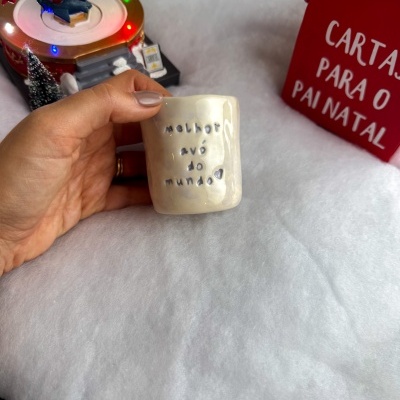 melhor
avó
do
mundo
CARTAS
PARA O
PAI NATAL